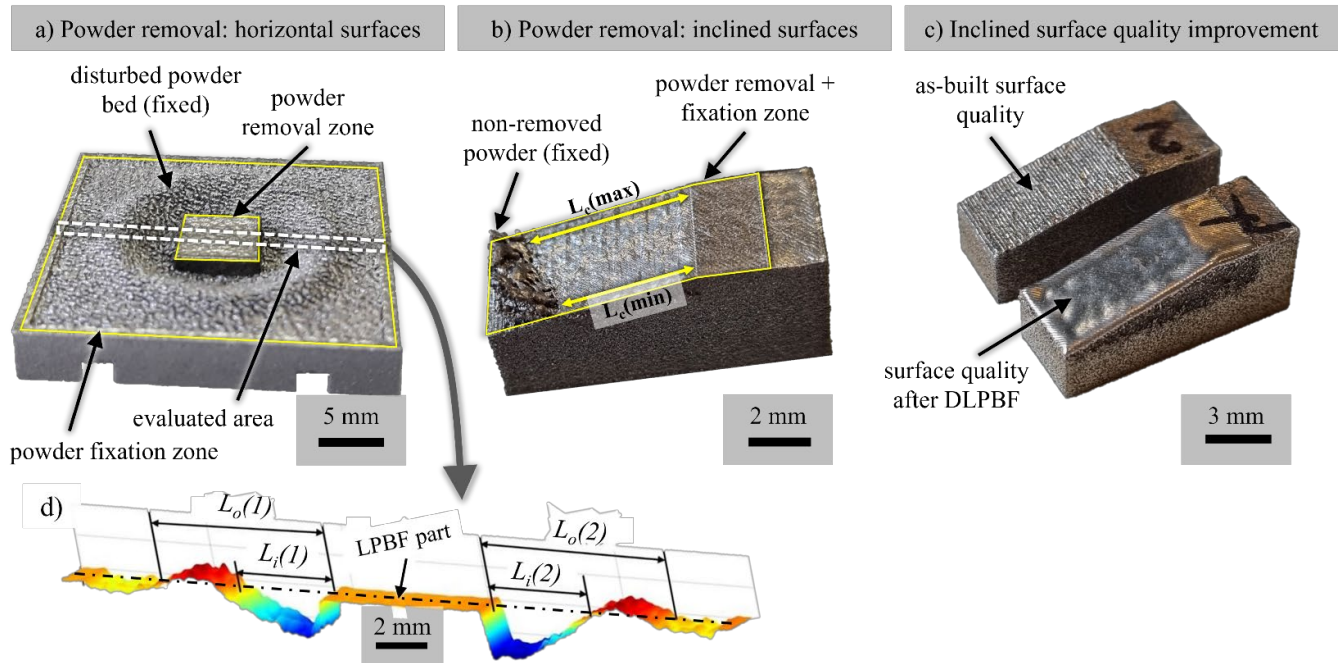 a) Powder removal: horizontal surfaces
disturbed powder
bed (fixed)
powder
removal zone
evaluated area
powder fixation zone
5 mm
b) Powder removal: inclined surfaces
powder removal +
fixation zone
non-removed
powder (fixed)
Lc(max)
Lc(min)
2 mm
c) Inclined surface quality improvement
as-built surface
quality
2
surface quality
after DLPBF
3 mm
d)
Lo(1)
Li(1)
LPBF part
Lo(2)
Li(2)
2 mm